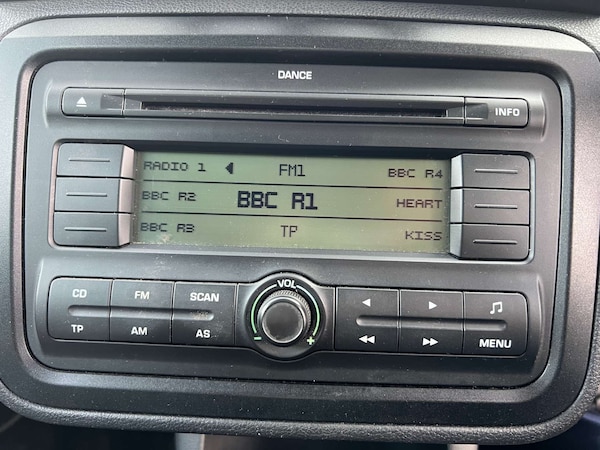 DANCE
INFO
RADIO 1 FM1 BBC R4
BBC R2 BBC R1 HEART
BBC R3 TP KISS
CD FM SCAN VOL
TP AM AS - + MENU